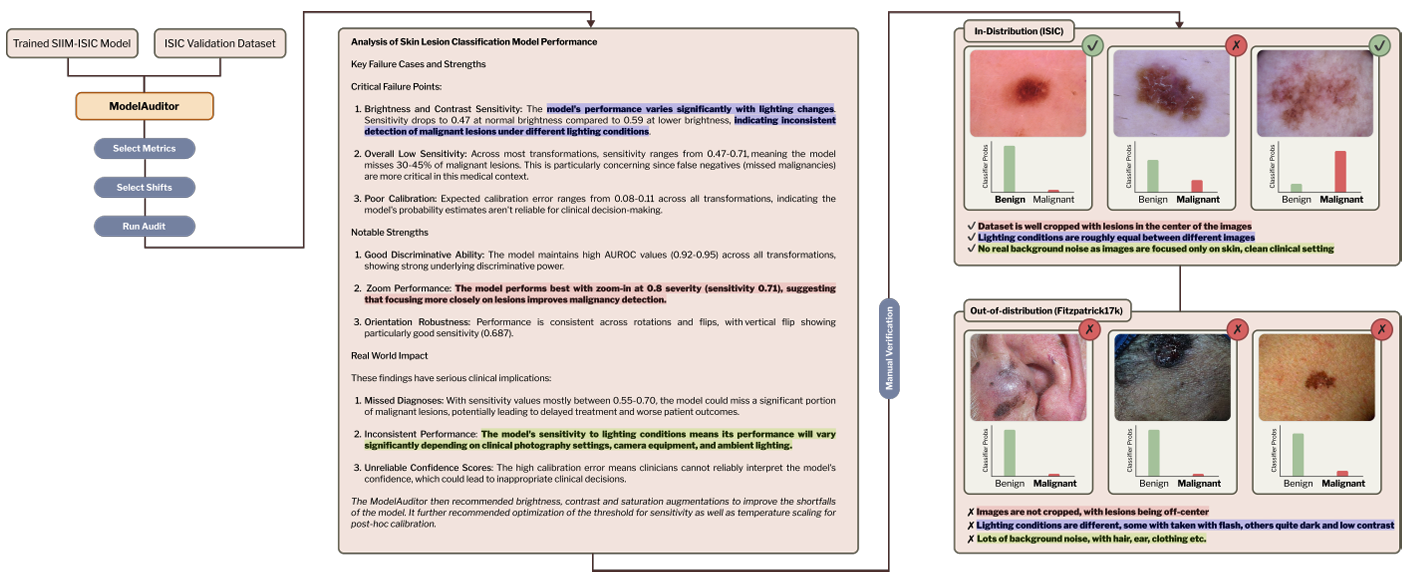 Trained SIIM-ISIC Model
ISIC Validation Dataset
ModelAuditor
Select Metrics
Select Shifts
Run Audit
Analysis of Skin Lesion Classification Model Performance
Key Failure Cases and Strengths
Critical Failure Points:
1. Brightness and Contrast Sensitivity: The model's performance varies significantly with lighting changes.
Sensitivity drops to 0.47 at normal brightness compared to 0.59 at lower brightness, indicating inconsistent
detection of malignant lesions under different lighting conditions.
2. Overall Low Sensitivity: Across most transformations, sensitivity ranges from 0.47-0.71, meaning the model
misses 30-45% of malignant lesions. This is particularly concerning since false negatives (missed malignancies)
are more critical in this medical context.
3. Poor Calibration: Expected calibration error ranges from 0.08-0.11 across all transformations, indicating the
model's probability estimates aren't reliable for clinical decision-making.
Notable Strengths
1. Good Discriminative Ability: The model maintains high AUROC values (0.92-0.95) across all transformations,
showing strong underlying discriminative power.
2. Zoom Performance: The model performs best with zoom-in at 0.8 severity (sensitivity 0.71), suggesting
that focusing more closely on lesions improves malignancy detection.
3. Orientation Robustness: Performance is consistent across rotations and flips, with vertical flip showing
particularly good sensitivity (0.687).
Real World Impact
These findings have serious clinical implications:
1. Missed Diagnoses: With sensitivity values mostly between 0.55-0.70, the model could miss a significant portion
of malignant lesions, potentially leading to delayed treatment and worse patient outcomes.
2. Inconsistent Performance: The model's sensitivity to lighting conditions means its performance will vary
significantly depending on clinical photography settings, camera equipment, and ambient lighting.
3. Unreliable Confidence Scores: The high calibration error means clinicians cannot reliably interpret the model's
confidence, which could lead to inappropriate clinical decisions.
The ModelAuditor then recommended brightness, contrast and saturation augmentations to improve the shortfalls
of the model. It further recommended optimization of the threshold for sensitivity as well as temperature scaling for
post-hoc calibration.
Manual Verification
In-Distribution (ISIC)
✓ ✗ ✓
Classifier Probs Classifier Probs Classifier Probs
Benign Malignant Benign Malignant Benign Malignant
✓ Dataset is well cropped with lesions in the center of the images
✓ Lighting conditions are roughly equal between different images
✓ No real background noise as images are focused only on skin, clean clinical setting
Out-of-distribution (Fitzpatrick17k)
✗ ✗ ✗
Classifier Probs Classifier Probs Classifier Probs
Benign Malignant Benign Malignant Benign Malignant
✗ Images are not cropped, with lesions being off-center
✗ Lighting conditions are different, some with taken with flash, others quite dark and low contrast
✗ Lots of background noise, with hair, ear, clothing etc.